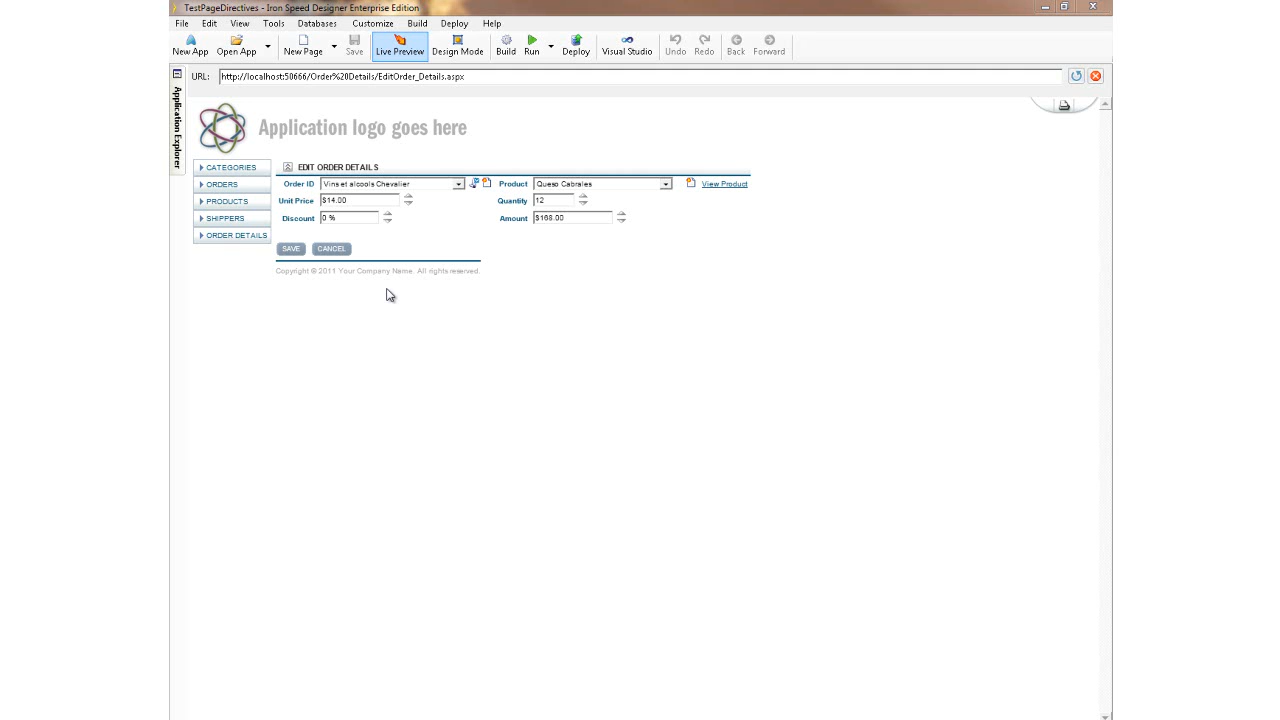 TestPageDirectives - Iron Speed Designer Enterprise Edition
File Edit View Tools Databases Customize Build Deploy Help
New App Open App New Page Save Live Preview Design Mode Build Run Deploy Visual Studio Undo Redo Back Forward
URL: http://localhost:50666/Order%20Details/EditOrder_Details.aspx
Application Explorer
Application logo goes here
CATEGORIES
ORDERS
PRODUCTS
SHIPPERS
ORDER DETAILS
EDIT ORDER DETAILS
Order ID Vins et alcools Chevalier Product Queso Cabrales View Product
Unit Price $14.00 Quantity 12
Discount 0 % Amount $168.00
SAVE CANCEL
Copyright © 2011 Your Company Name. All rights reserved.